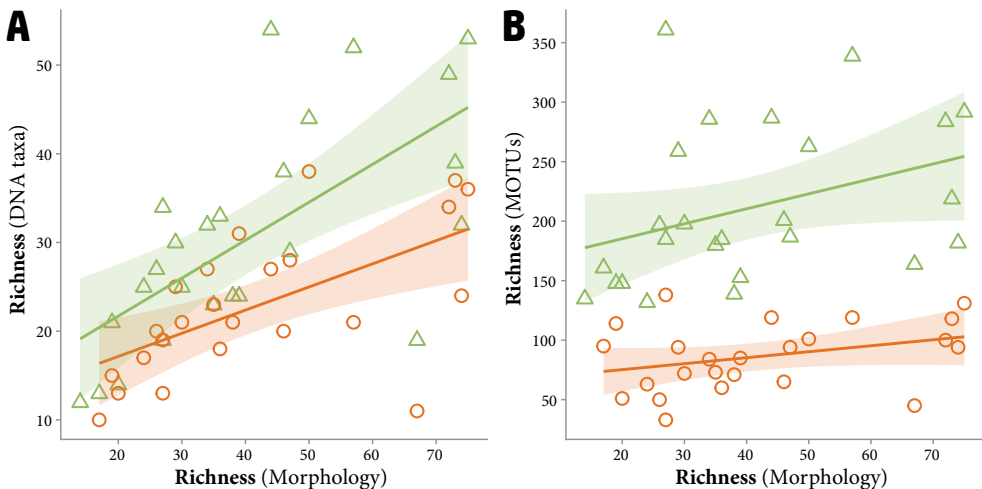 A
50
40
30
20
10
Richness (DNA taxa)
20 30 40 50 60 70
Richness (Morphology)
B
350
300
250
200
150
100
50
Richness (MOTUs)
20 30 40 50 60 70
Richness (Morphology)